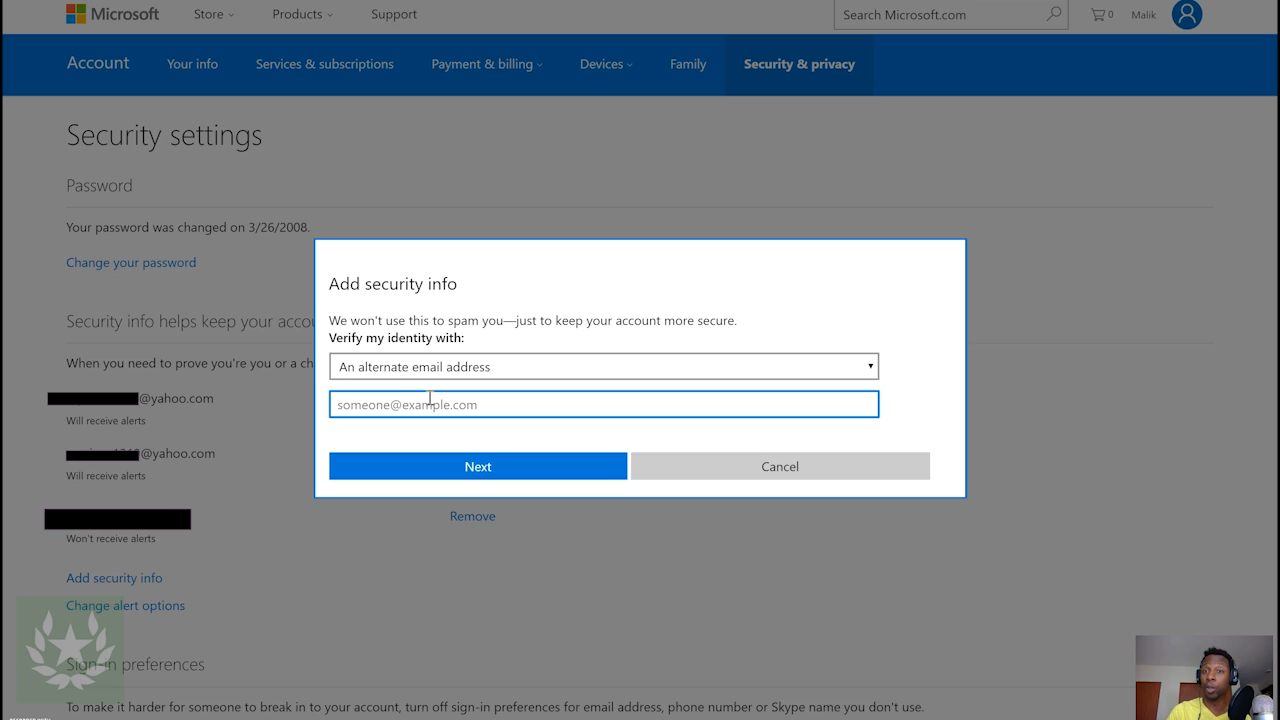 Microsoft Store Products Support Search Microsoft.com 0 Malik
Account Your info Services & subscriptions Payment & billing Devices Family Security & privacy
Security settings
Password
Your password was changed on 3/26/2008.
Change your password
Security info helps keep your accou
When you need to prove you're you or a ch
@yahoo.com
Will receive alerts
@yahoo.com
Will receive alerts
Remove
Won't receive alerts
Add security info
Change alert options
Sign-in preferences
To make it harder for someone to break in to your account, turn off sign-in preferences for email address, phone number or Skype name you don't use.
Add security info
We won't use this to spam you—just to keep your account more secure.
Verify my identity with:
An alternate email address
someone@example.com
Next Cancel